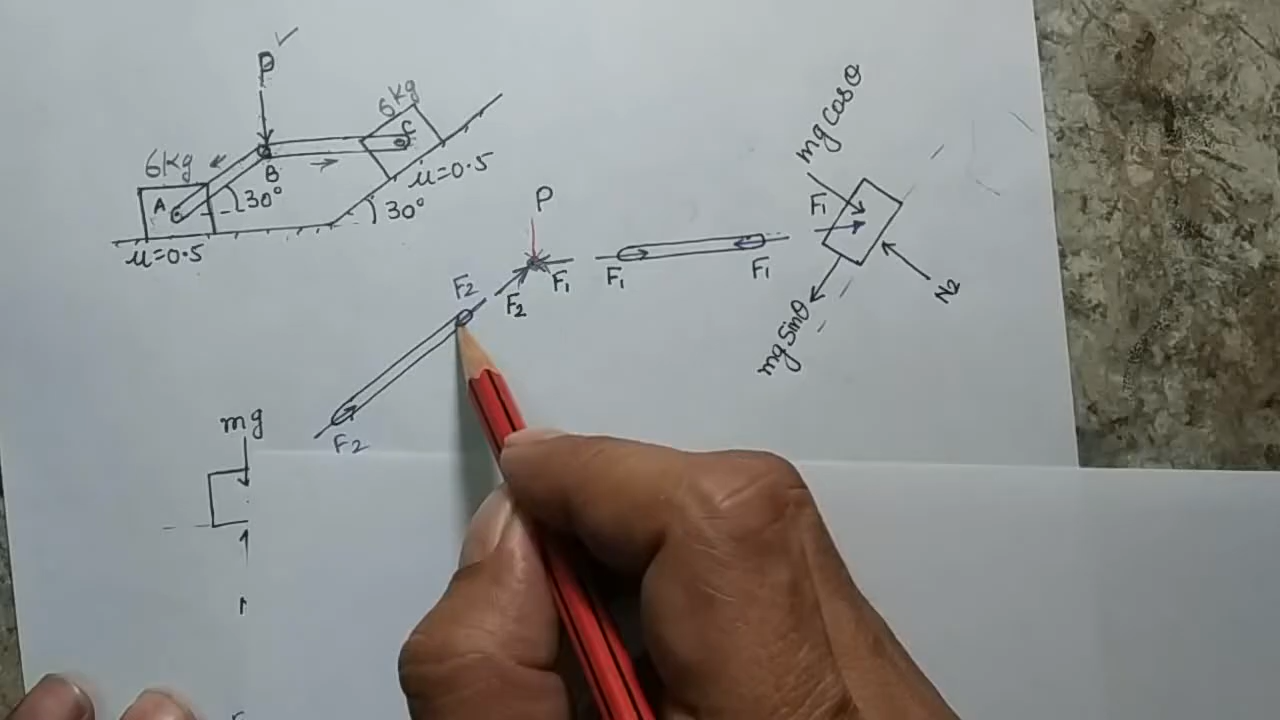 P
6kg
6kg
C
B
A
30°
μ=0.5
30°
μ=0.5
mg cosθ
P
F1
F1
F1
F1
F2
F2
N2
mg sinθ
mg
F2